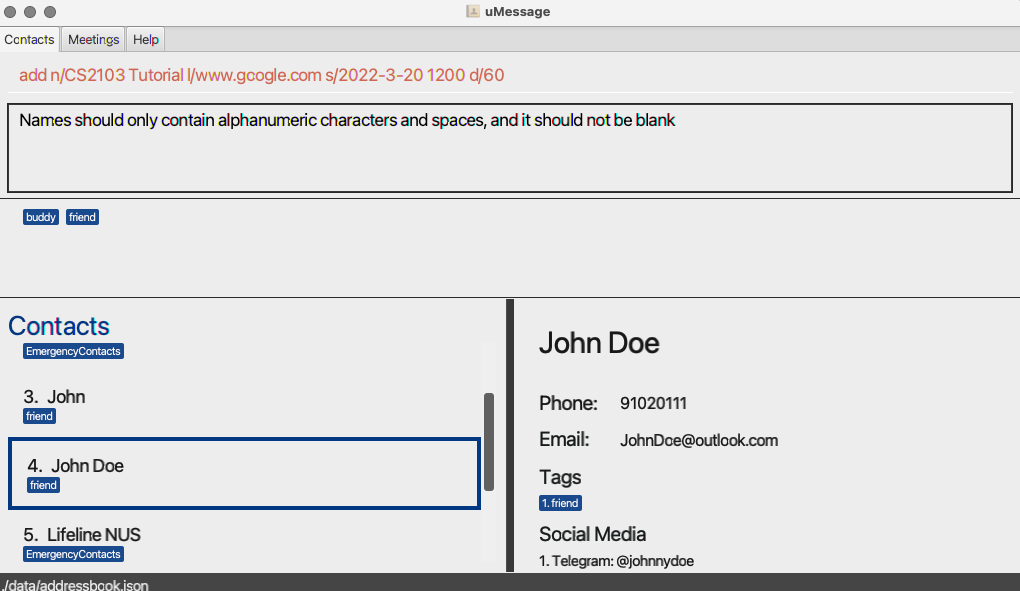 uMessage
Contacts Meetings Help
add n/CS2103 Tutorial l/www.gcogle.com s/2022-3-20 1200 d/60
Names should only contain alphanumeric characters and spaces, and it should not be blank
buddy friend
Contacts
EmergencyContacts
3. John
friend
4. John Doe
friend
5. Lifeline NUS
EmergencyContacts
John Doe
Phone: 91020111
Email: JohnDce@outlook.com
Tags
1. friend
Social Media
1. Telegram: @johnnydoe
./data/addressbook.json